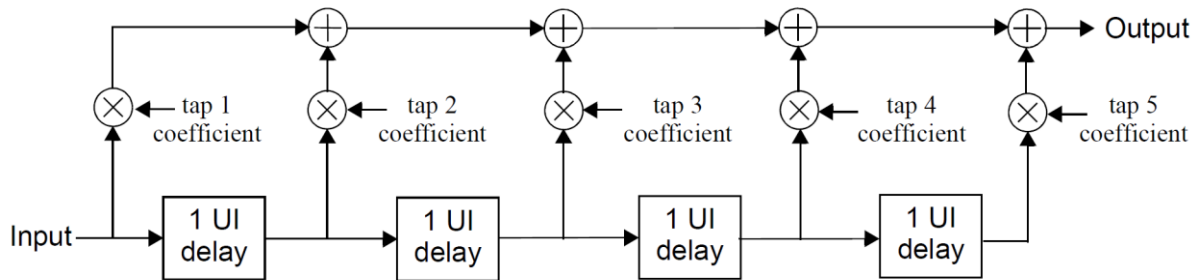 Output
tap 1
coefficient
tap 2
coefficient
tap 3
coefficient
tap 4
coefficient
tap 5
coefficient
Input
1 UI
delay
1 UI
delay
1 UI
delay
1 UI
delay